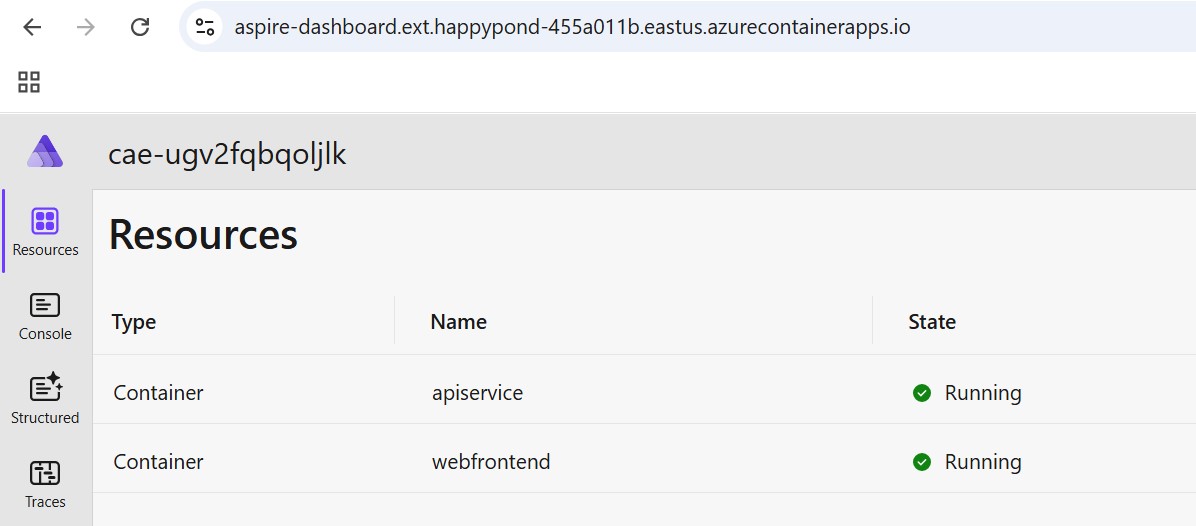 aspire-dashboard.ext.happypond-455a011b.eastus.azurecontainerapps.io
cae-ugv2fqbqoljlk
Resources
Resources
Type Name State
Console
Container apiservice Running
Structured
Container webfrontend Running
Traces